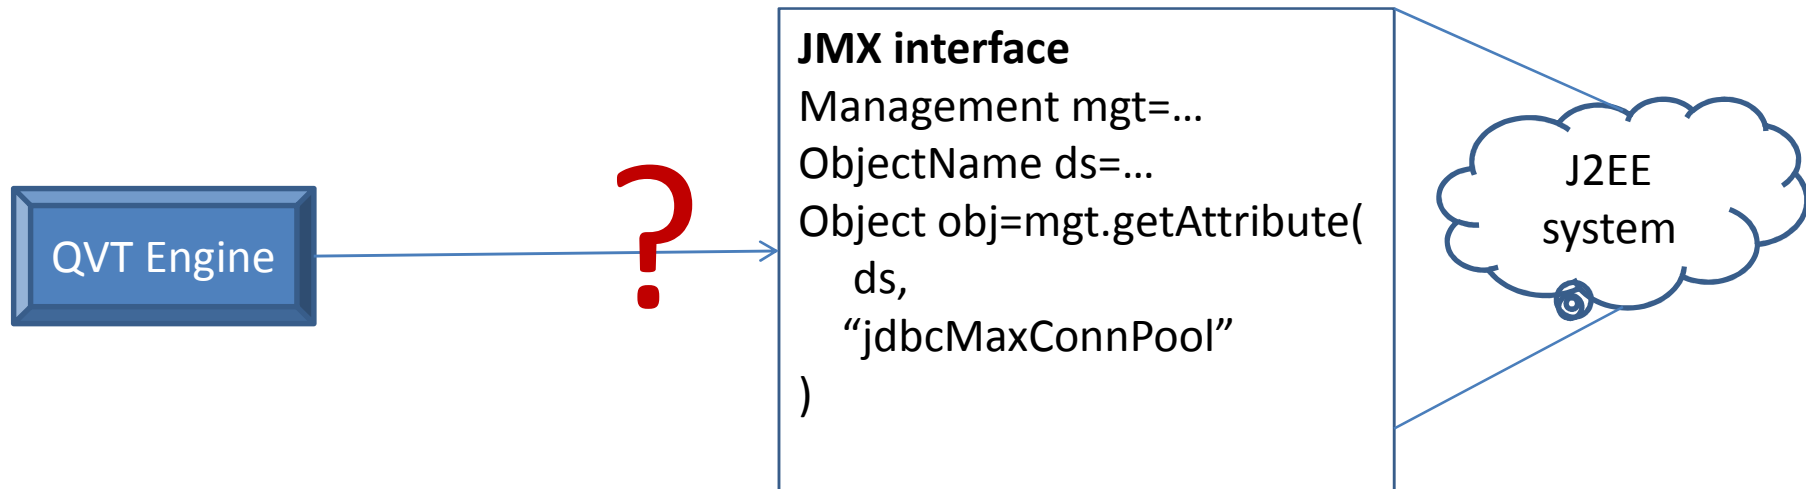 QVT Engine
?
JMX interface
Management mgt=…
ObjectName ds=…
Object obj=mgt.getAttribute(
ds,
“jdbcMaxConnPool”
)
J2EE
system